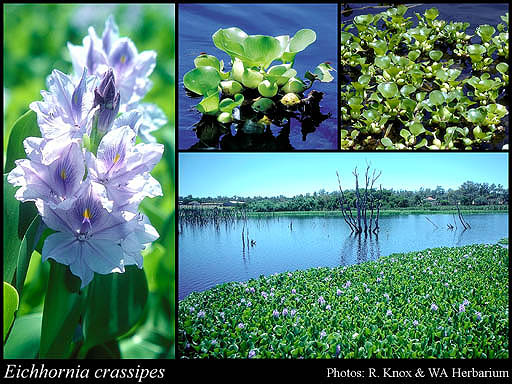 Eichhornia crassipes
Photos: R. Knox & WA Herbarium